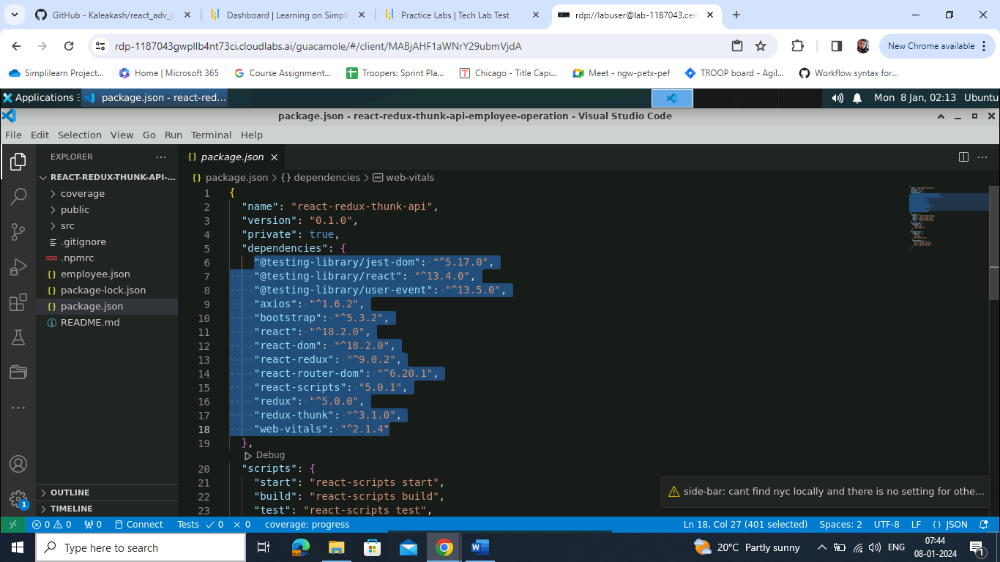 GitHub - Kaleakash/react_adv_d
Dashboard | Learning on Simpli
Practice Labs | Tech Lab Test
rdp://labuser@lab-1187043.cen
rdp-1187043gwpllb4nt73ci.cloudlabs.ai/guacamole/#/client/MABjAHF1aWNrY29ubmVjdA
New Chrome available
Simplilearn Project...
Home | Microsoft 365
Course Assignment...
Troopers: Sprint Pla...
Chicago - Title Capi...
Meet - ngw-petx-pef
TROOP board - Agil...
Workflow syntax for...
Applications
package.json - react-red...
Mon 8 Jan, 02:13 Ubuntu
package.json - react-redux-thunk-api-employee-operation - Visual Studio Code
File Edit Selection View Go Run Terminal Help
EXPLORER
REACT-REDUX-THUNK-API-...
coverage
public
src
.gitignore
.npmrc
employee.json
package-lock.json
package.json
README.md
OUTLINE
TIMELINE
1
{} package.json
{} package.json > {} dependencies > abc web-vitals
1 {
2 "name": "react-redux-thunk-api",
3 "version": "0.1.0",
4 "private": true,
5 "dependencies": {
6 "@testing-library/jest-dom": "^5.17.0",
7 "@testing-library/react": "^13.4.0",
8 "@testing-library/user-event": "^13.5.0",
9 "axios": "^1.6.2",
10 "bootstrap": "^5.3.2",
11 "react": "^18.2.0",
12 "react-dom": "^18.2.0",
13 "react-redux": "^9.0.2",
14 "react-router-dom": "^6.20.1",
15 "react-scripts": "5.0.1",
16 "redux": "^5.0.0",
17 "redux-thunk": "^3.1.0",
18 "web-vitals": "^2.1.4"
19 },
Debug
20 "scripts": {
21 "start": "react-scripts start",
22 "build": "react-scripts build",
23 "test": "react-scripts test",
side-bar: cant find nyc locally and there is no setting for othe...
0 0 0 Connect Tests 0 0 coverage: progress
Ln 18, Col 27 (401 selected) Spaces: 2 UTF-8 LF {} JSON
Type here to search
20°C Partly sunny
ENG
07:44
08-01-2024
1